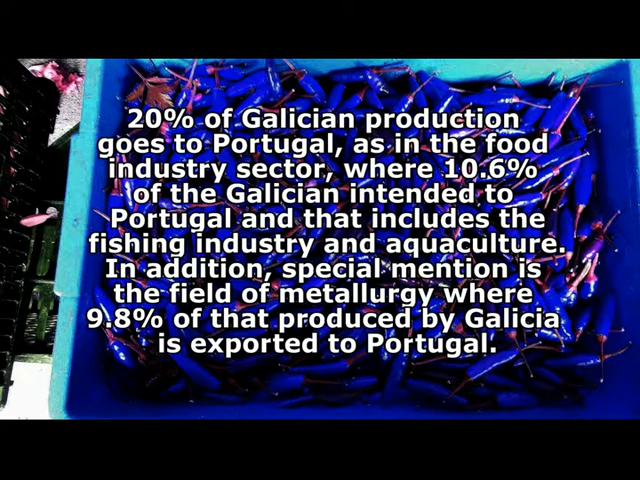 20% of Galician production
goes to Portugal, as in the food
industry sector, where 10.6%
of the Galician intended to
Portugal and that includes the
fishing industry and aquaculture.
In addition, special mention is
the field of metallurgy where
9.8% of that produced by Galicia
is exported to Portugal.